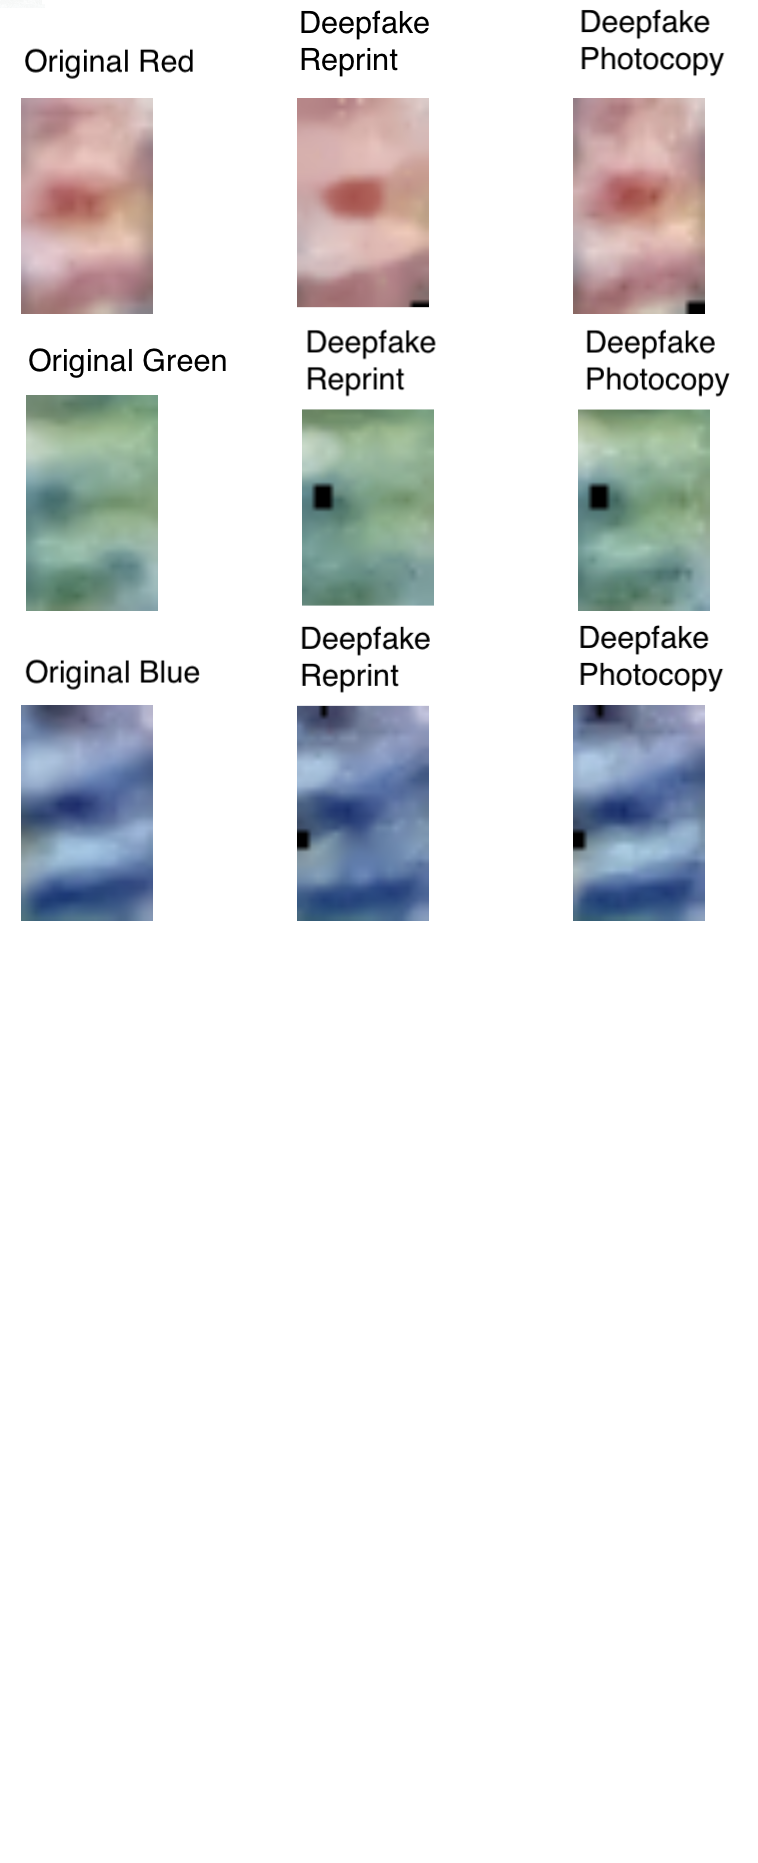 Original Red
Deepfake
Reprint
Deepfake
Photocopy
Original Green
Deepfake
Reprint
Deepfake
Photocopy
Original Blue
Deepfake
Reprint
Deepfake
Photocopy